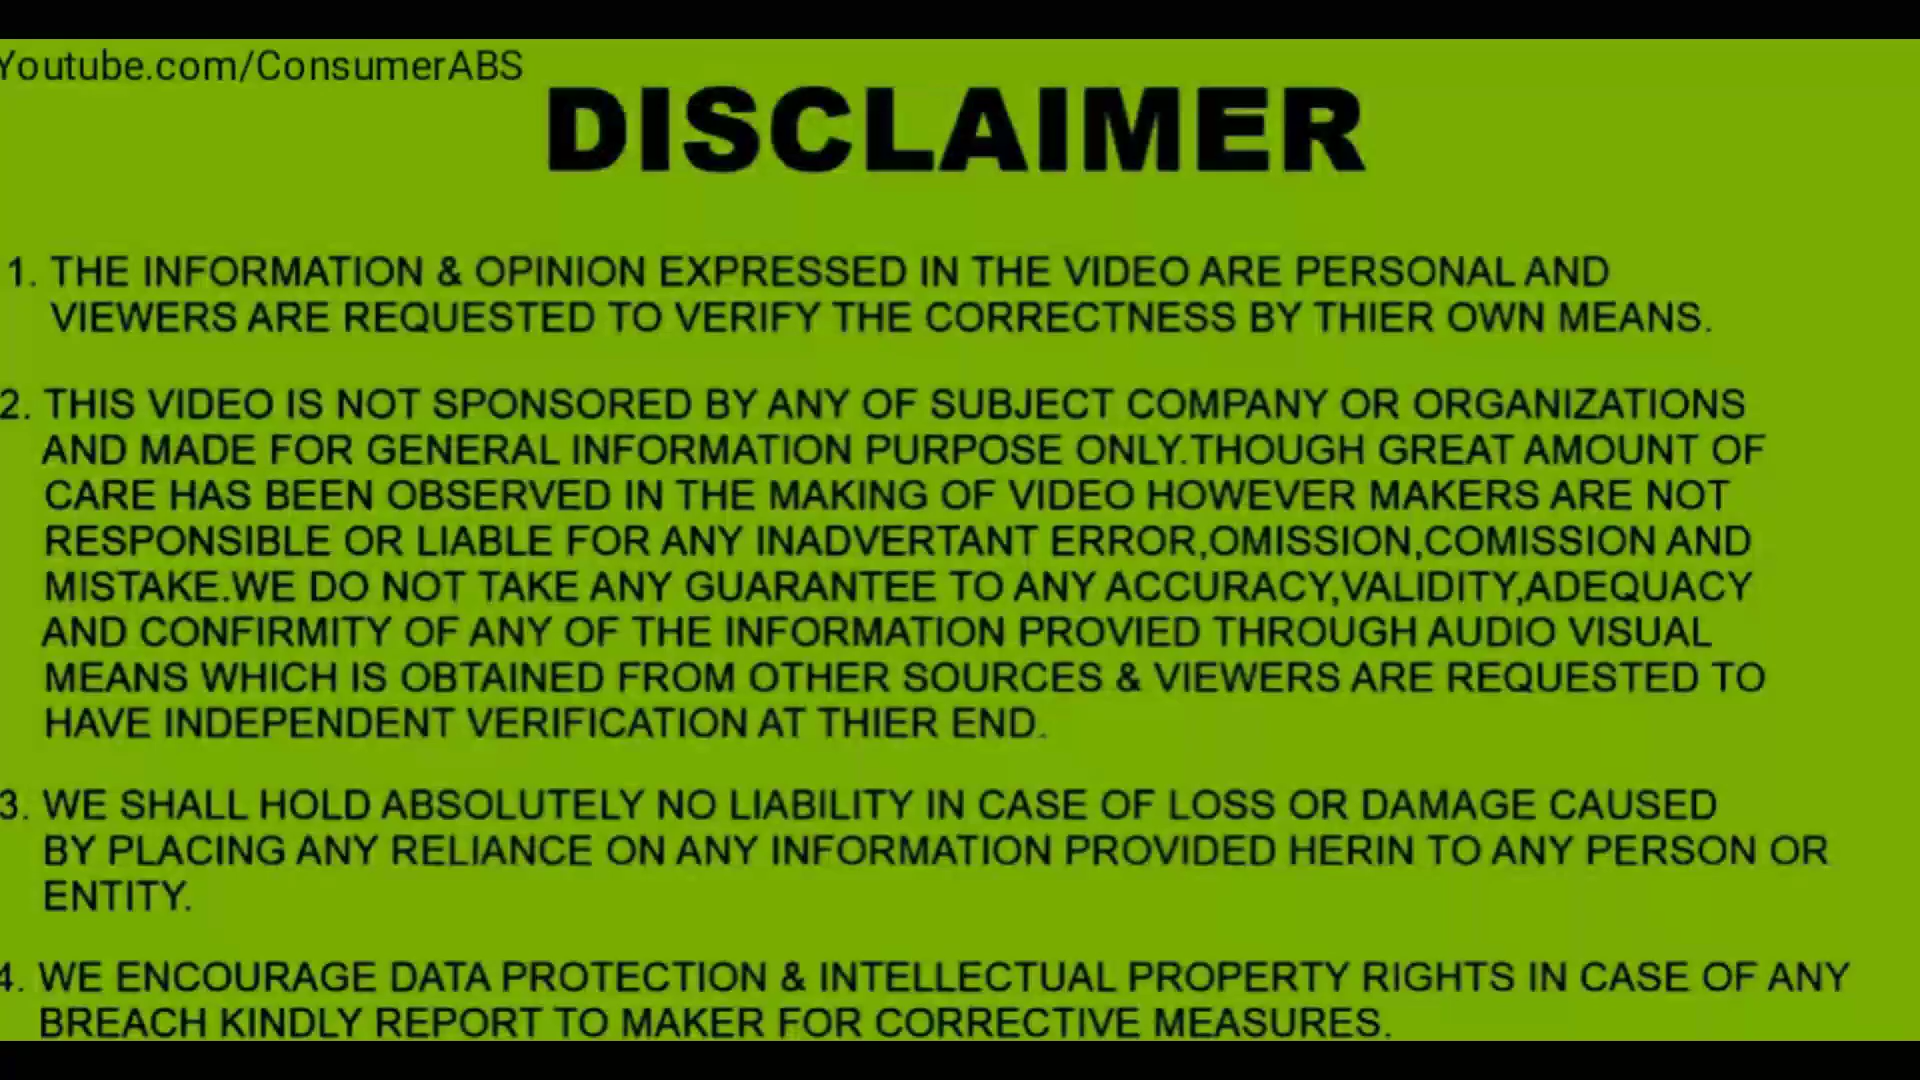 Youtube.com/ConsumerABS
DISCLAIMER
1. THE INFORMATION & OPINION EXPRESSED IN THE VIDEO ARE PERSONAL AND
VIEWERS ARE REQUESTED TO VERIFY THE CORRECTNESS BY THIER OWN MEANS.
2. THIS VIDEO IS NOT SPONSORED BY ANY OF SUBJECT COMPANY OR ORGANIZATIONS
AND MADE FOR GENERAL INFORMATION PURPOSE ONLY.THOUGH GREAT AMOUNT OF
CARE HAS BEEN OBSERVED IN THE MAKING OF VIDEO HOWEVER MAKERS ARE NOT
RESPONSIBLE OR LIABLE FOR ANY INADVERTANT ERROR,OMISSION,COMISSION AND
MISTAKE.WE DO NOT TAKE ANY GUARANTEE TO ANY ACCURACY,VALIDITY,ADEQUACY
AND CONFIRMITY OF ANY OF THE INFORMATION PROVIED THROUGH AUDIO VISUAL
MEANS WHICH IS OBTAINED FROM OTHER SOURCES & VIEWERS ARE REQUESTED TO
HAVE INDEPENDENT VERIFICATION AT THIER END.
3. WE SHALL HOLD ABSOLUTELY NO LIABILITY IN CASE OF LOSS OR DAMAGE CAUSED
BY PLACING ANY RELIANCE ON ANY INFORMATION PROVIDED HERIN TO ANY PERSON OR
ENTITY.
4. WE ENCOURAGE DATA PROTECTION & INTELLECTUAL PROPERTY RIGHTS IN CASE OF ANY
BREACH KINDLY REPORT TO MAKER FOR CORRECTIVE MEASURES.